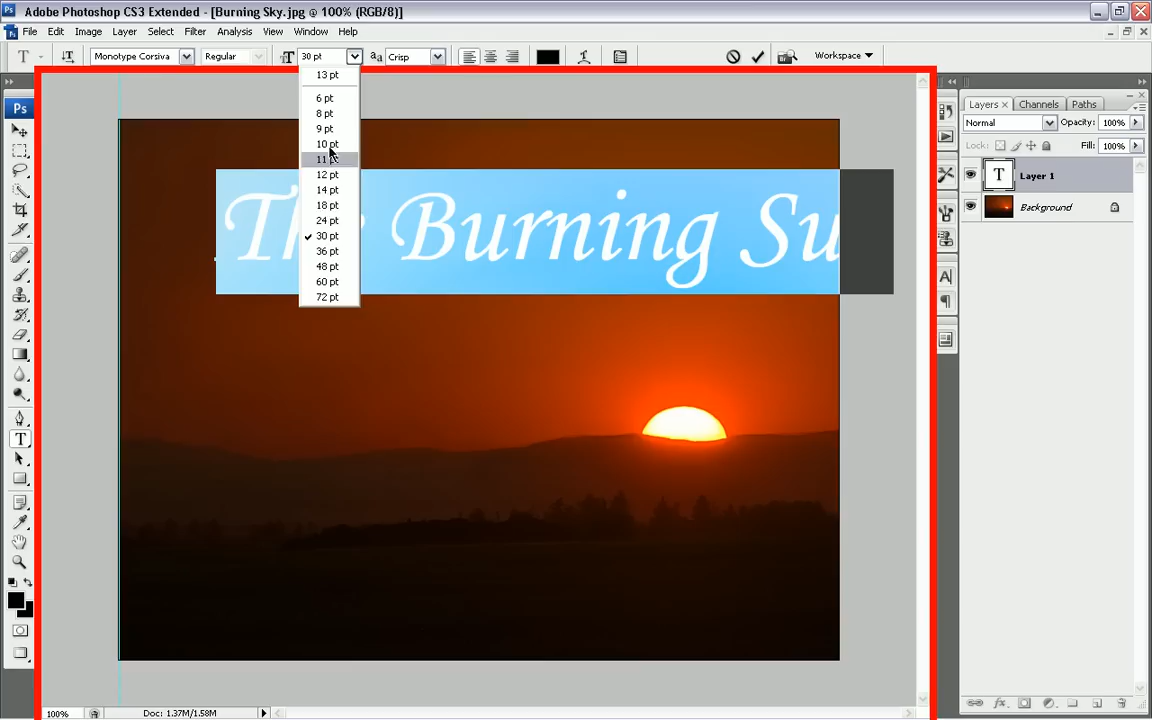 Adobe Photoshop CS3 Extended - [Burning Sky.jpg @ 100% (RGB/8)]
File Edit Image Layer Select Filter Analysis View Window Help
T Monotype Corsiva Regular 30 pt aa Crisp Workspace
13 pt
6 pt
8 pt
9 pt
10 pt
11 pt
12 pt
14 pt
18 pt
24 pt
30 pt
36 pt
48 pt
60 pt
72 pt
Ps
The Burning Su
T
Layers × Channels Paths
Normal Opacity: 100%
Lock: Fill: 100%
T Layer 1
Background
A
100% Doc: 1.37M/1.58M